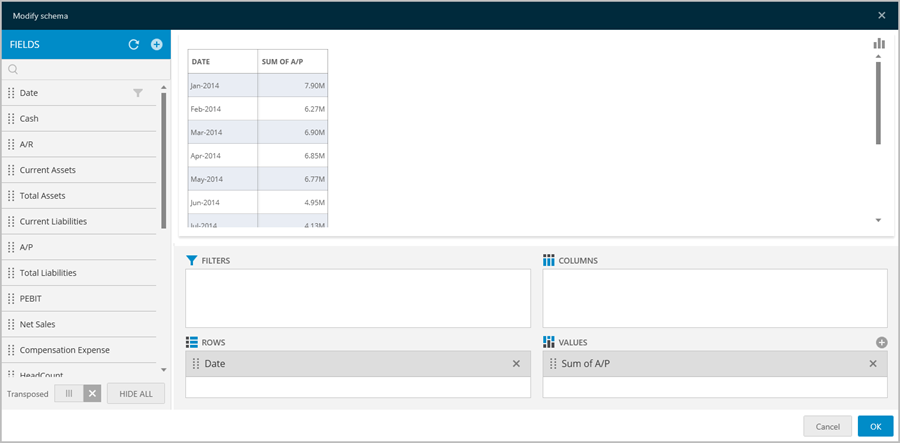 Modify schema
FIELDS
Date
Cash
A/R
Current Assets
Total Assets
Current Liabilities
A/P
Total Liabilities
PEBIT
Net Sales
Compensation Expense
HeadCount
Transposed
HIDE ALL
DATE SUM OF A/P
Jan-2014 7.90M
Feb-2014 6.27M
Mar-2014 6.90M
Apr-2014 6.85M
May-2014 6.77M
Jun-2014 4.95M
Jul-2014 4.13M
FILTERS
COLUMNS
ROWS
Date
VALUES
Sum of A/P
Cancel OK